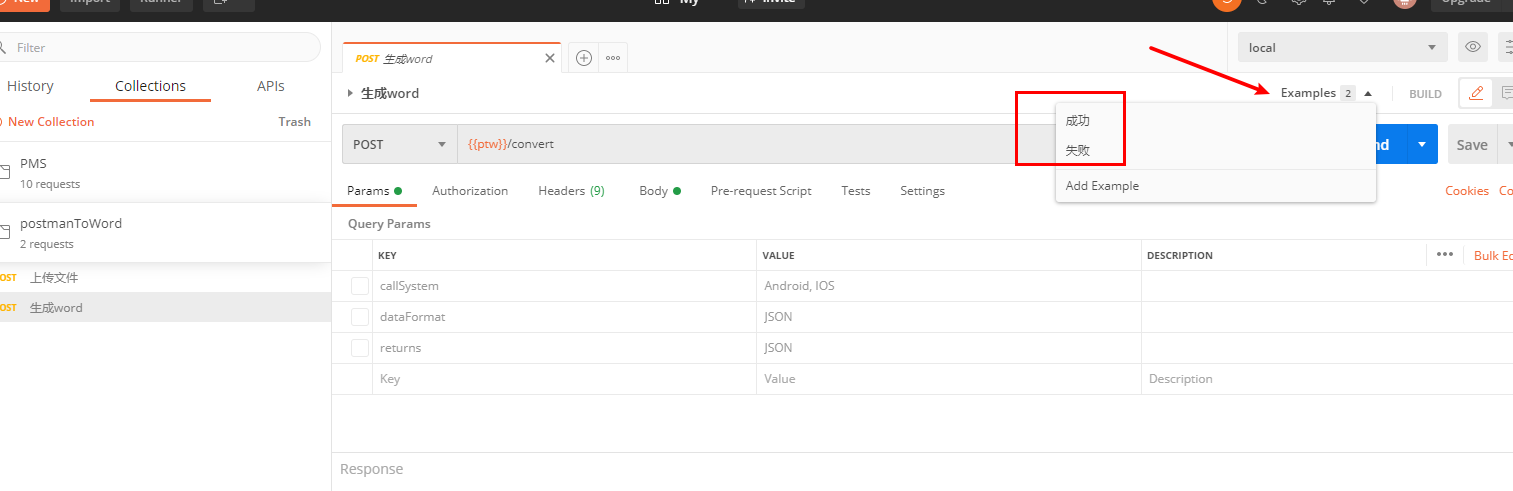 New Import Runner My Invite Upgrade
Filter
History Collections APIs
New Collection Trash
PMS
10 requests
postmanToWord
2 requests
POST 上传文件
POST 生成word
POST 生成word
local
生成word
Examples 2
BUILD
成功
失败
Add Example
POST
{{ptw}}/convert
nd
Save
Params Authorization Headers (9) Body Pre-request Script Tests Settings
Cookies Co
Query Params
KEY VALUE DESCRIPTION ••• Bulk Ed
callSystem Android, IOS
dataFormat JSON
returns JSON
Key Value Description
Response